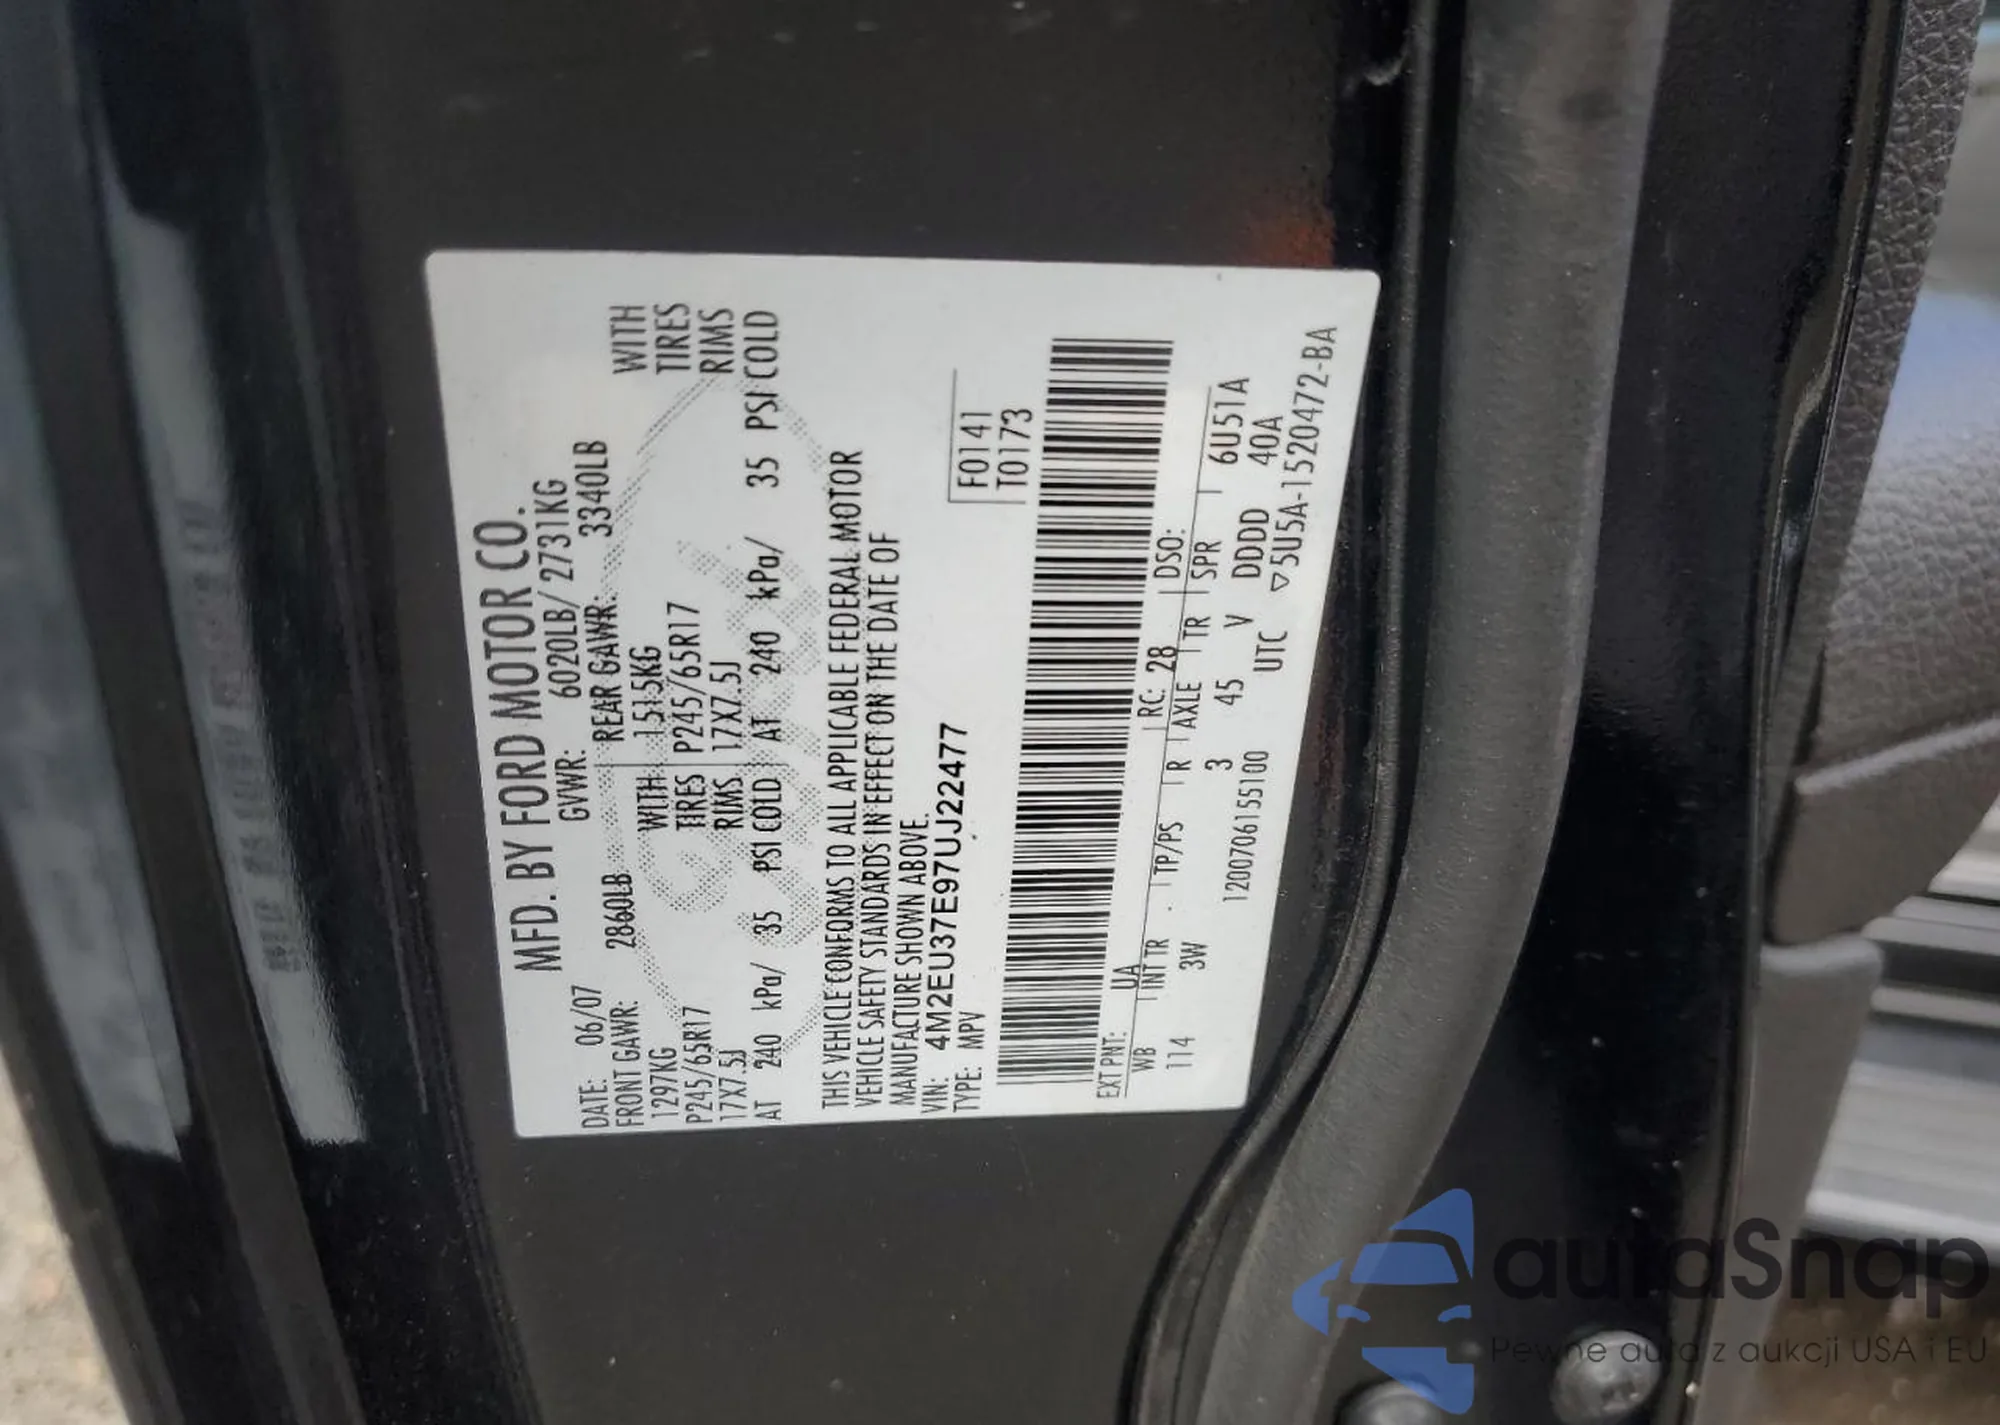 MFD. BY FORD MOTOR CO.
DATE: 06/07 GVWR: 6020LB/ 2731KG
FRONT GAWR: 2860LB REAR GAWR: 3340LB
1297KG WITH 1515KG WITH
P245/65R17 TIRES P245/65R17 TIRES
17X7.5J RIMS 17X7.5J RIMS
AT 240 kPa/ 35 PSI COLD AT 240 kPa/ 35 PSI COLD
THIS VEHICLE CONFORMS TO ALL APPLICABLE FEDERAL MOTOR
VEHICLE SAFETY STANDARDS IN EFFECT ON THE DATE OF
MANUFACTURE SHOWN ABOVE.
VIN: 4M2EU37E97UJ22477
TYPE: MPV
F0141
T0173
EXT PNT: UA RC: 28 DSO:
WB INT TR TP/PS R AXLE TR SPR
114 3W 3 45 V DDDD 6U51A
40A
12007061 55100 UTC ▽5U5A-1520472-BA
autoSnap
Pewne auta z aukcji USA i EU